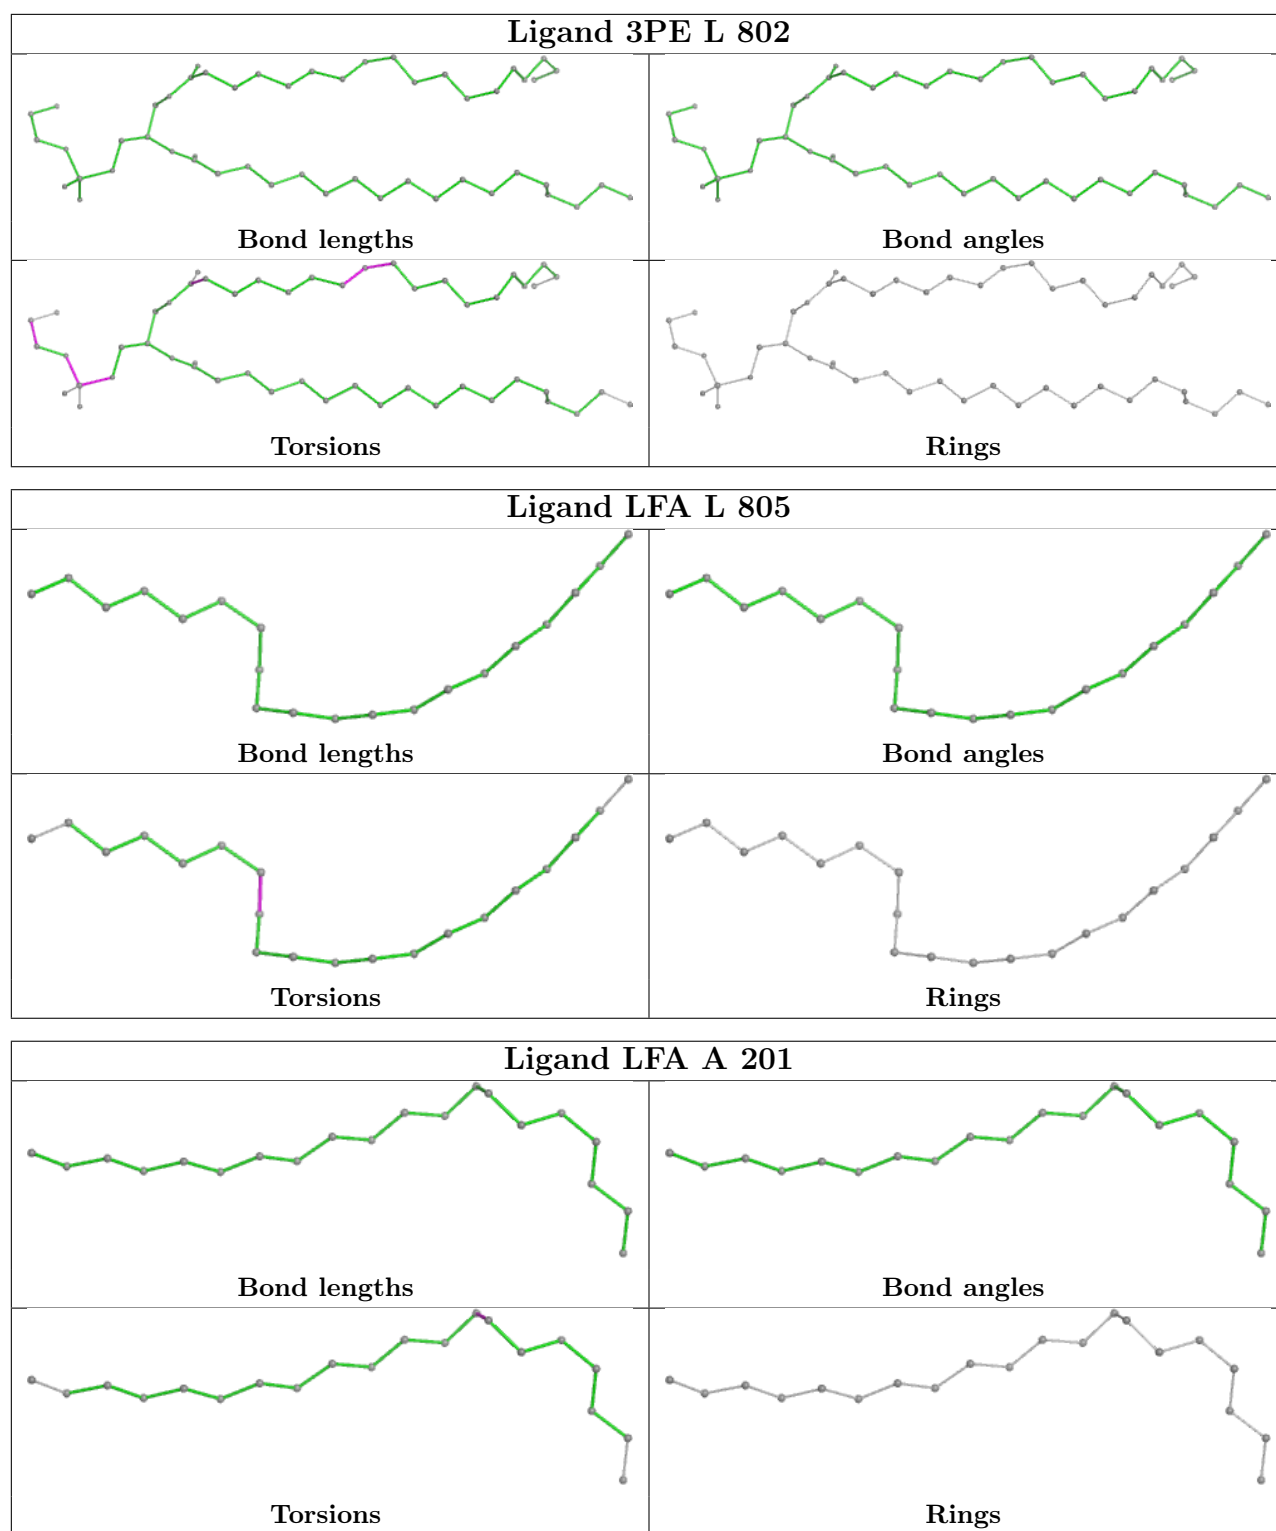 Ligand 3PE L 802
Bond lengths
Bond angles
Torsions
Rings
Ligand LFA L 805
Bond lengths
Bond angles
Torsions
Rings
Ligand LFA A 201
Bond lengths
Bond angles
Torsions
Rings